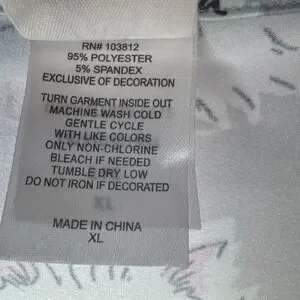 RN# 103812
95% POLYESTER
5% SPANDEX
EXCLUSIVE OF DECORATION
TURN GARMENT INSIDE OUT
MACHINE WASH COLD
GENTLE CYCLE
WITH LIKE COLORS
ONLY NON-CHLORINE
BLEACH IF NEEDED
TUMBLE DRY LOW
DO NOT IRON IF DECORATED
XL
MADE IN CHINA
XL